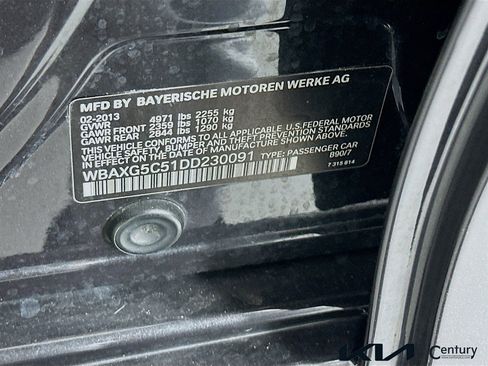 MFD BY BAYERISCHE MOTOREN WERKE AG
02-2013
GVWR 4971 lbs 2255 kg
GAWR FRONT 2359 lbs 1070 kg
GAWR REAR 2844 lbs 1290 kg
THIS CONFORMS TO ALL APPLICABLE U.S. FEDERAL MOTOR
VEHICLE SAFETY, BUMPER AND THEFT PREVENTION STANDARDS
IN EFFECT ON THE DATE OF MANUFACTURE SHOWN ABOVE.
WBAXG5C51DD230091 TYPE: PASSENGER CAR
B90/7
7 315 814
KIA Century